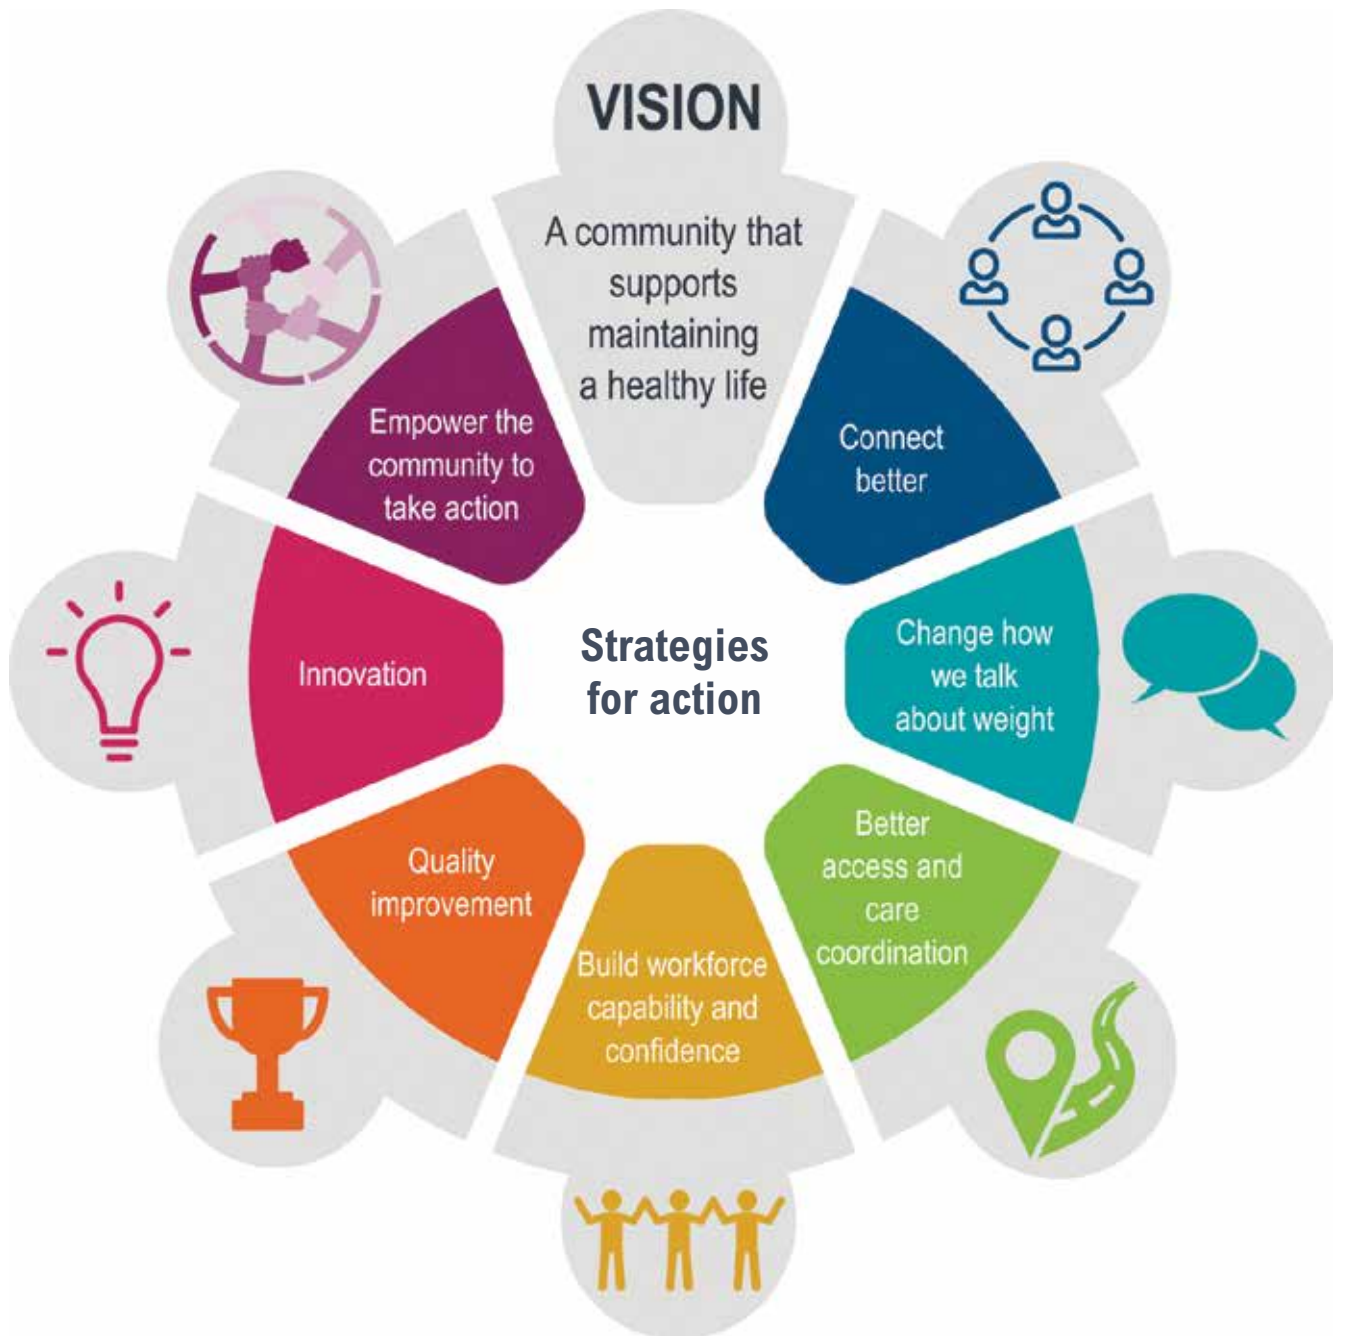 VISION
A community that
supports
maintaining
a healthy life
Connect
better
Change how
we talk
about weight
Better
access and
care
coordination
Build workforce
capability and
confidence
Quality
improvement
Innovation
Empower the
community to
take action
Strategies
for action